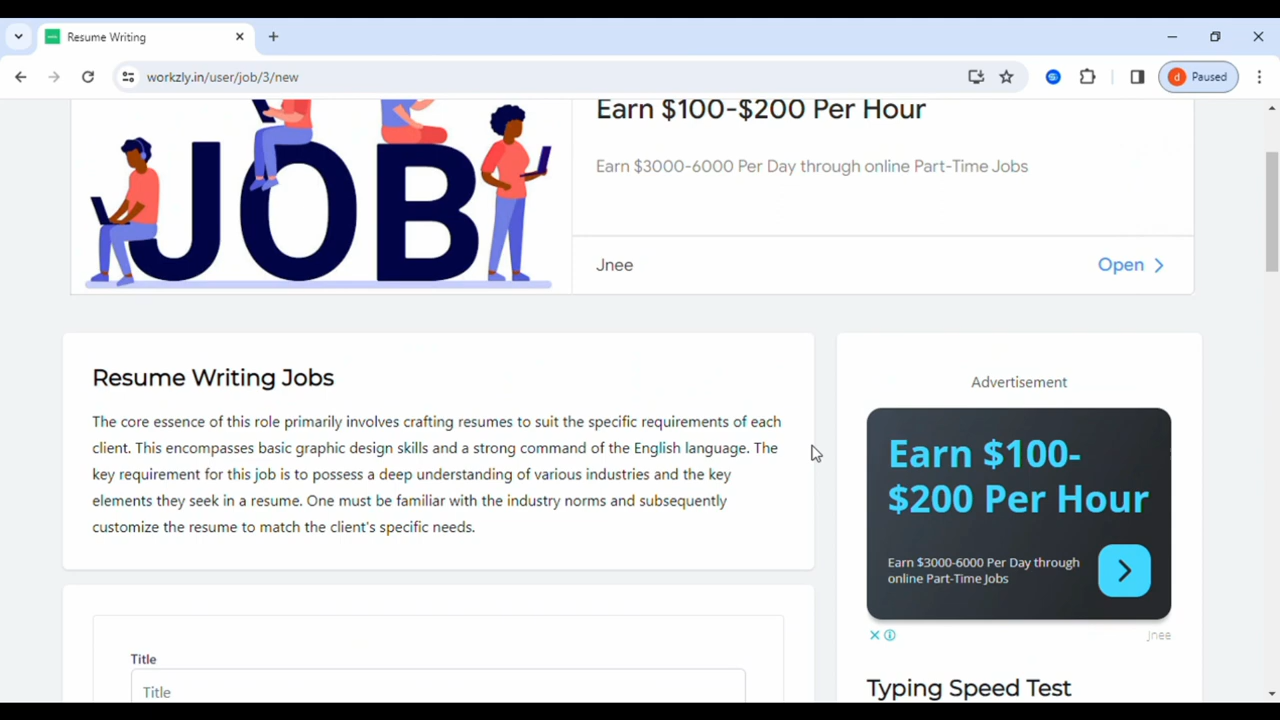 Resume Writing
workzly.in/user/job/3/new
d Paused
JOB
Earn $100-$200 Per Hour
Earn $3000-6000 Per Day through online Part-Time Jobs
Jnee
Open
Resume Writing Jobs
The core essence of this role primarily involves crafting resumes to suit the specific requirements of each
client. This encompasses basic graphic design skills and a strong command of the English language. The
key requirement for this job is to possess a deep understanding of various industries and the key
elements they seek in a resume. One must be familiar with the industry norms and subsequently
customize the resume to match the client's specific needs.
Title
Title
Advertisement
Earn $100-
$200 Per Hour
Earn $3000-6000 Per Day through
online Part-Time Jobs
Jnee
Typing Speed Test